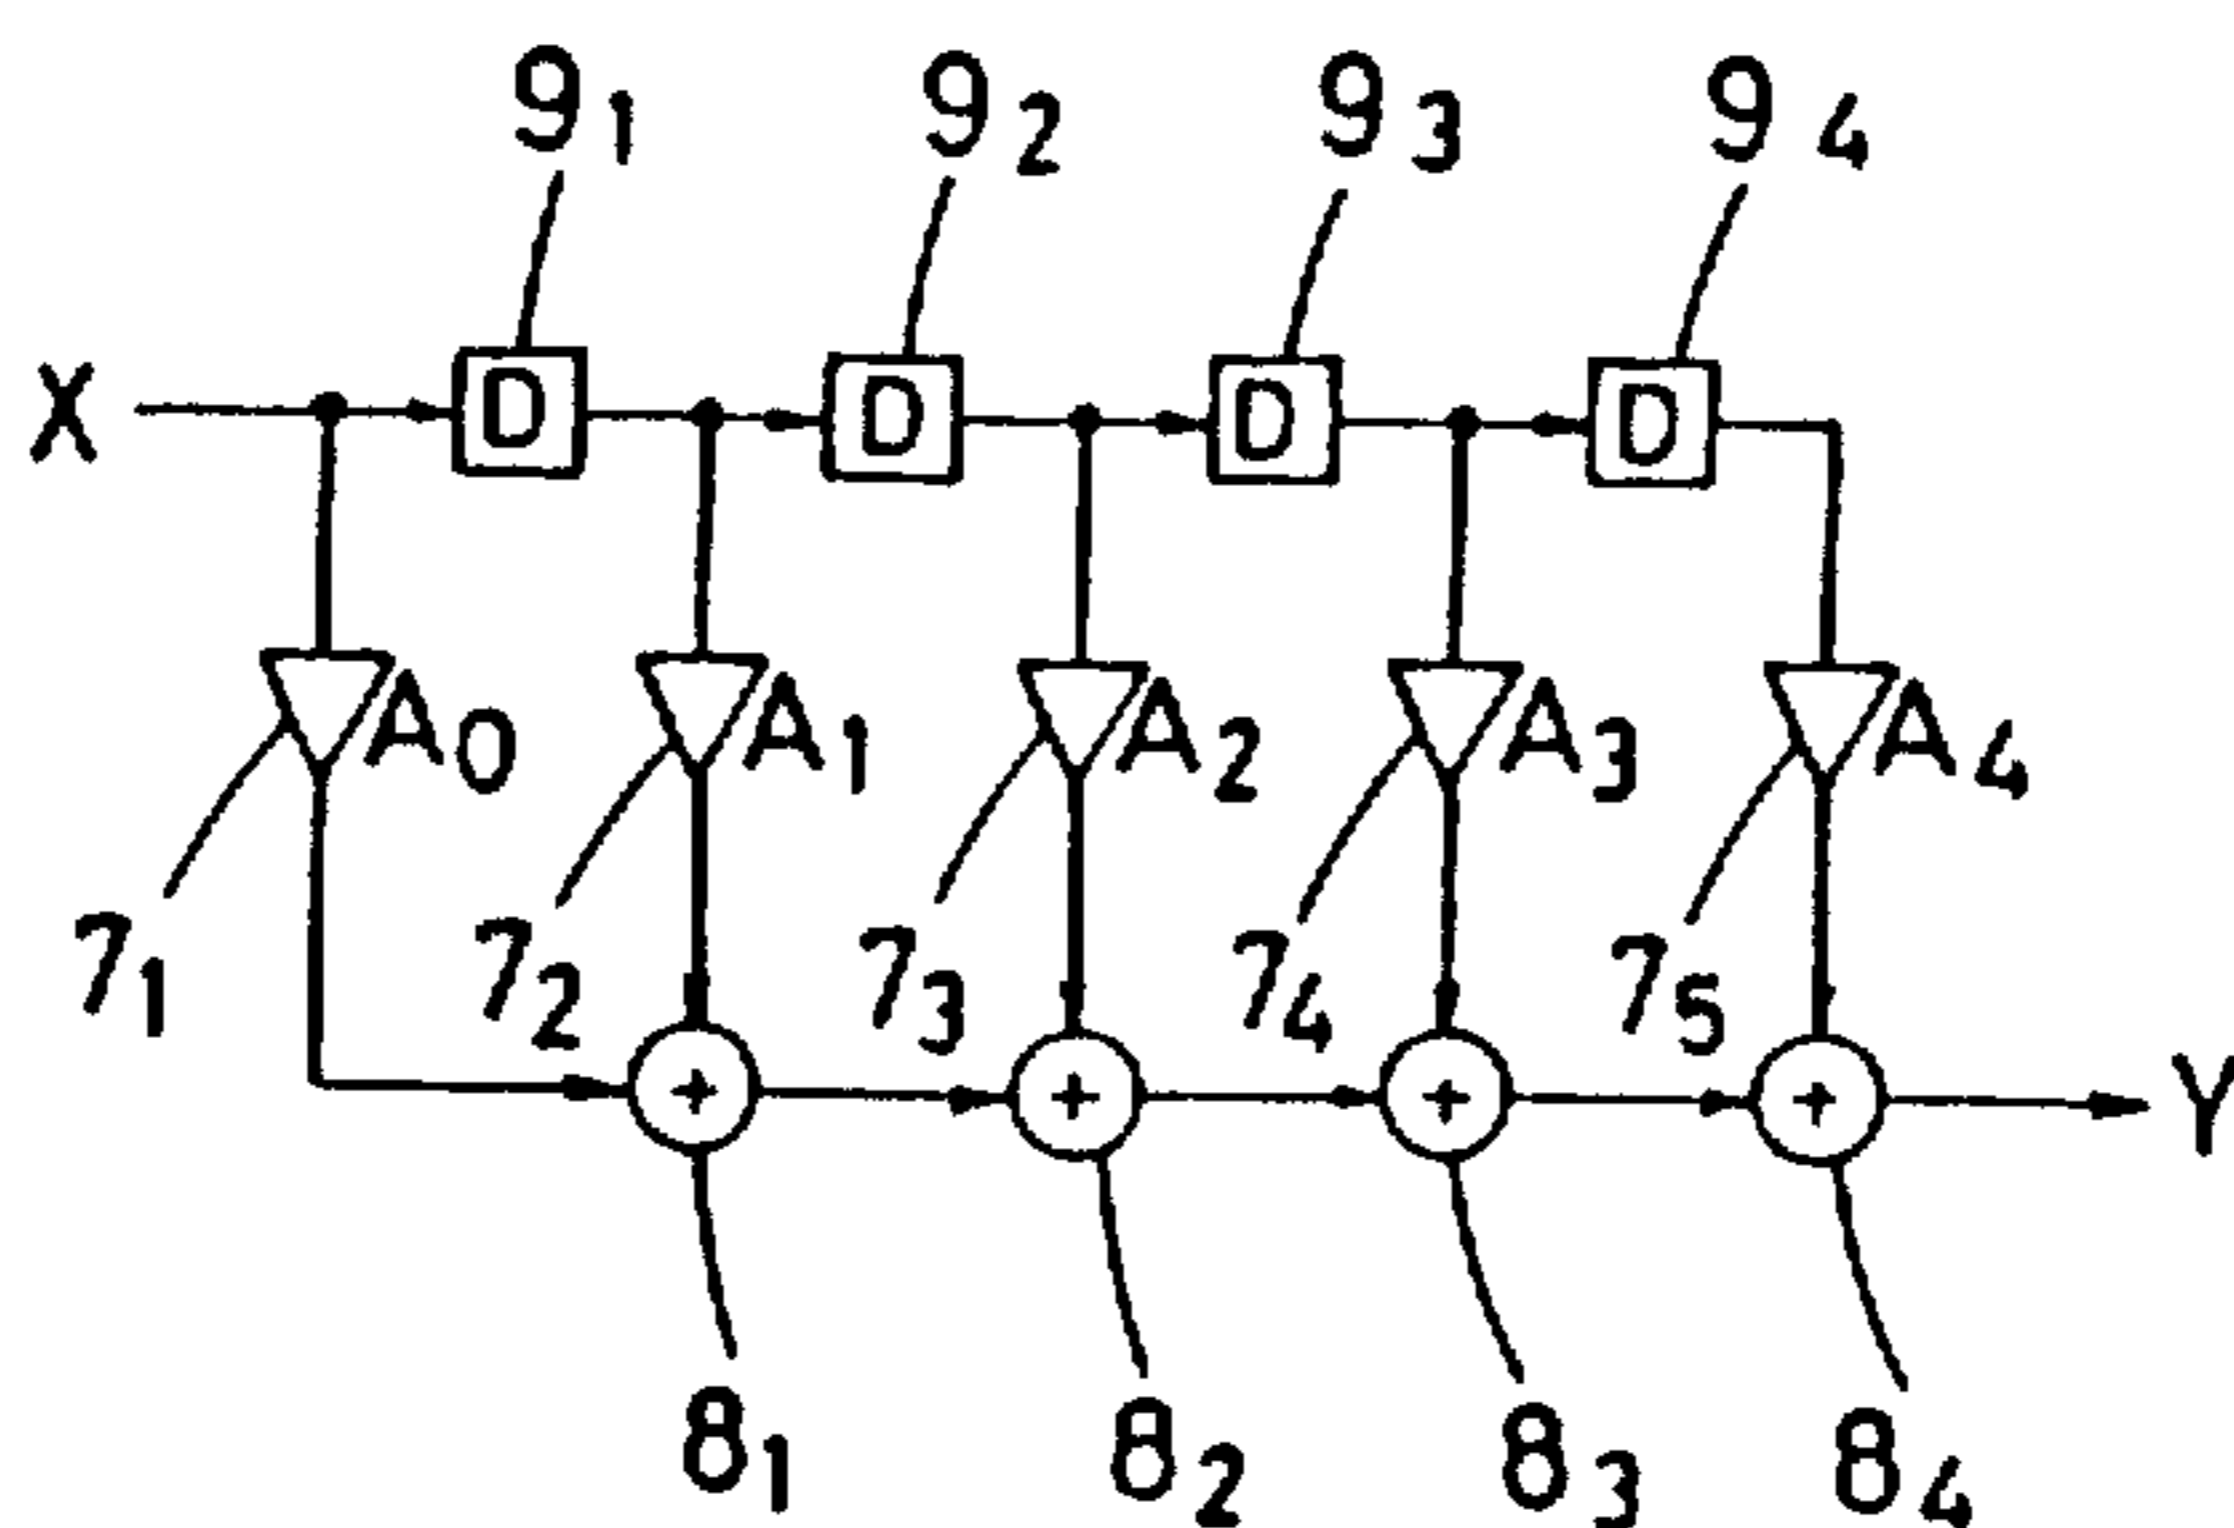 9₁ 9₂ 9₃ 9₄
X D D D D
A₀ A₁ A₂ A₃ A₄
7₁ 7₂ 7₃ 7₄ 7₅
+ + + + Y
8₁ 8₂ 8₃ 8₄